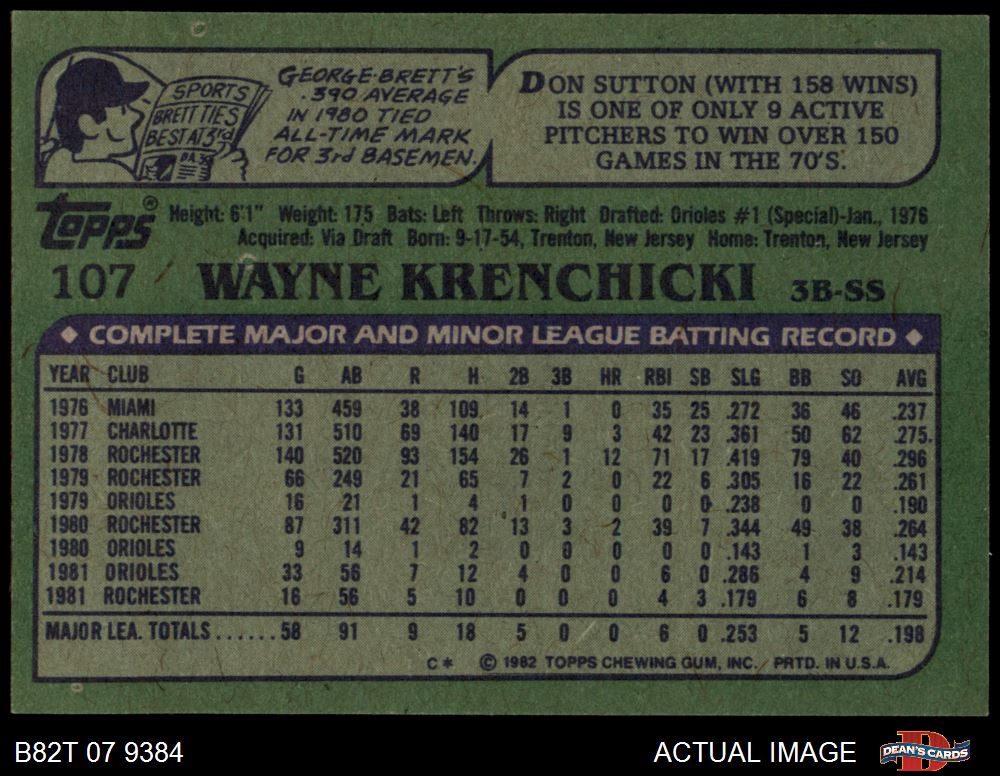 SPORTS
BRETT TIES
BEST AT 3rd
GEORGE BRETT'S
.390 AVERAGE
IN 1980 TIED
ALL-TIME MARK
FOR 3rd BASEMEN.
DON SUTTON (WITH 158 WINS)
IS ONE OF ONLY 9 ACTIVE
PITCHERS TO WIN OVER 150
GAMES IN THE 70'S.
TOPPS® Height: 6'1" Weight: 175 Bats: Left Throws: Right Drafted: Orioles #1 (Special)-Jan., 1976
Acquired: Via Draft Born: 9-17-54, Trenton, New Jersey Home: Trenton, New Jersey
107 WAYNE KRENCHICKI 3B-SS
◆ COMPLETE MAJOR AND MINOR LEAGUE BATTING RECORD ◆
YEAR CLUB G AB R H 2B 3B HR RBI SB SLG BB SO AVG
1976 MIAMI 133 459 38 109 14 1 0 35 25 .272 36 46 .237
1977 CHARLOTTE 131 510 69 140 17 9 3 42 23 .361 50 62 .275
1978 ROCHESTER 140 520 93 154 26 1 12 71 17 .419 79 40 .296
1979 ROCHESTER 66 249 21 65 7 2 0 22 6 .305 16 22 .261
1979 ORIOLES 16 21 1 4 1 0 0 0 0 .238 0 0 .190
1980 ROCHESTER 87 311 42 82 13 3 2 39 7 .344 49 38 .264
1980 ORIOLES 9 14 1 2 0 0 0 0 0 .143 1 3 .143
1981 ORIOLES 33 56 7 12 4 0 0 6 0 .286 4 9 .214
1981 ROCHESTER 16 56 5 10 0 0 0 4 3 .179 6 8 .179
MAJOR LEA. TOTALS......58 91 9 18 5 0 0 6 0 .253 5 12 .198
C* © 1982 TOPPS CHEWING GUM, INC. PRTD. IN U.S.A.
B82T 07 9384
ACTUAL IMAGE
DEAN'S CARDS